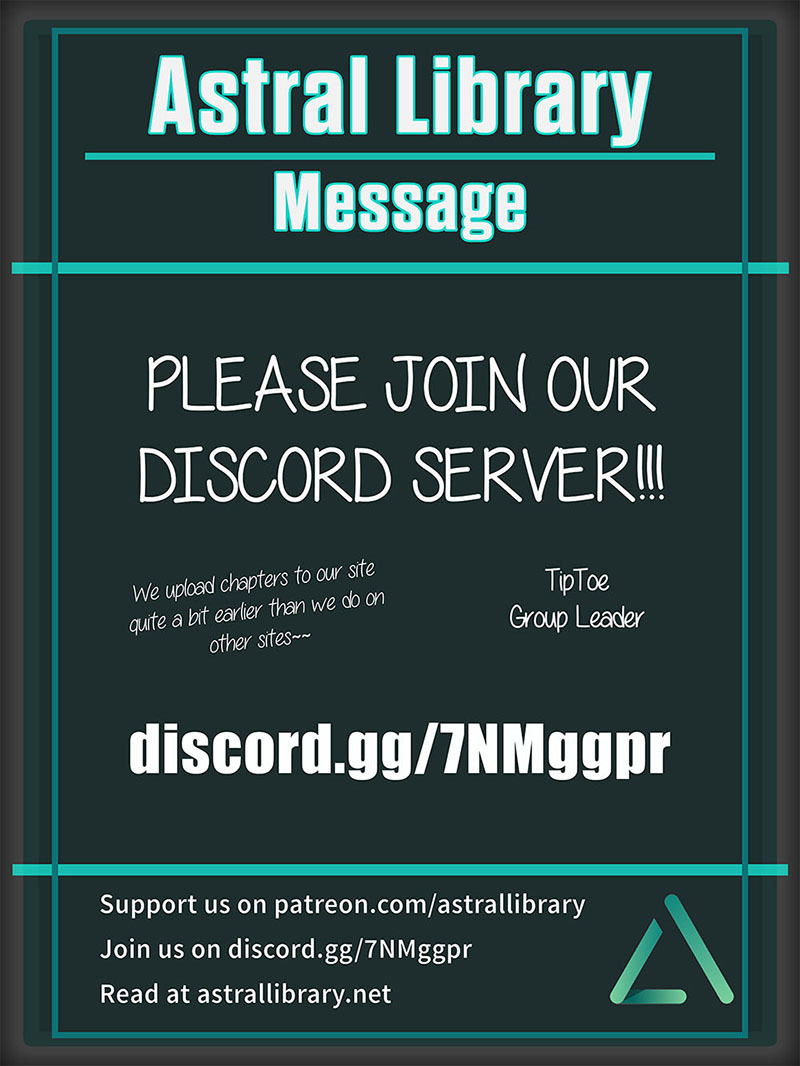 Astral Library
Message
PLEASE JOIN OUR
DISCORD SERVER!!!
We upload chapters to our site
quite a bit earlier than we do on
other sites~~
TipToe
Group Leader
discord.gg/7NMggpr
Support us on patreon.com/astrallibrary
Join us on discord.gg/7NMggpr
Read at astrallibrary.net